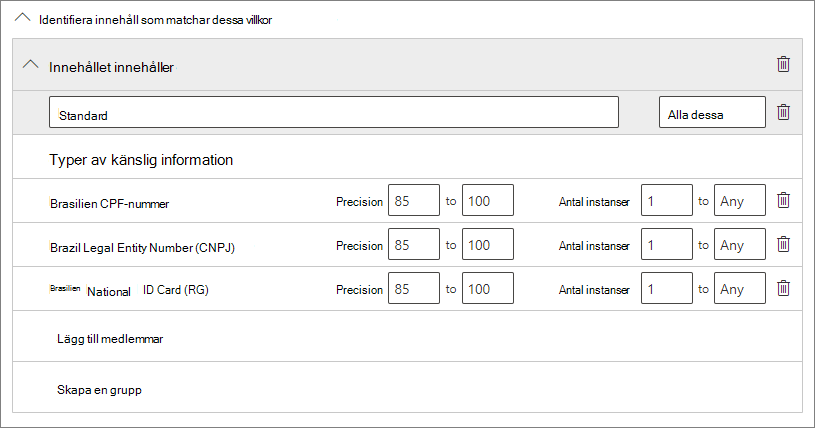 Identifiera innehåll som matchar dessa villkor
Innehållet innehåller
Standard Alla dessa
Typer av känslig information
Brasilien CPF-nummer Precision 85 to 100 Antal instanser 1 to Any
Brazil Legal Entity Number (CNPJ) Precision 85 to 100 Antal instanser 1 to Any
Brasilien National ID Card (RG) Precision 85 to 100 Antal instanser 1 to Any
Lägg till medlemmar
Skapa en grupp